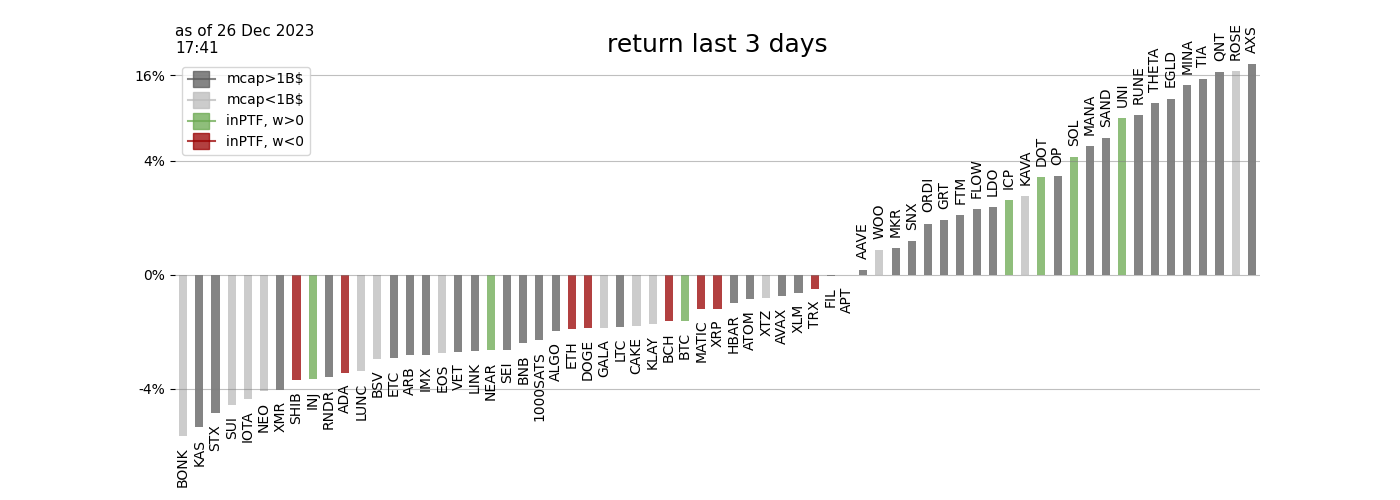 as of 26 Dec 2023
17:41
return last 3 days
mcap>1B$
mcap<1B$
inPTF, w>0
inPTF, w<0
16%
4%
0%
-4%
BONK
KAS
STX
SUI
IOTA
NEO
XMR
SHIB
INJ
RNDR
ADA
LUNC
BSV
ETC
ARB
IMX
EOS
VET
LINK
NEAR
SEI
BNB
1000SATS
ALGO
ETH
DOGE
GALA
LTC
CAKE
KLAY
BCH
BTC
MATIC
XRP
HBAR
ATOM
XTZ
AVAX
XLM
TRX
FIL
APT
AAVE
WOO
MKR
SNX
ORDI
GRT
FTM
FLOW
LDO
ICP
KAVA
DOT
OP
SOL
MANA
SAND
UNI
RUNE
THETA
EGLD
MINA
TIA
QNT
ROSE
AXS